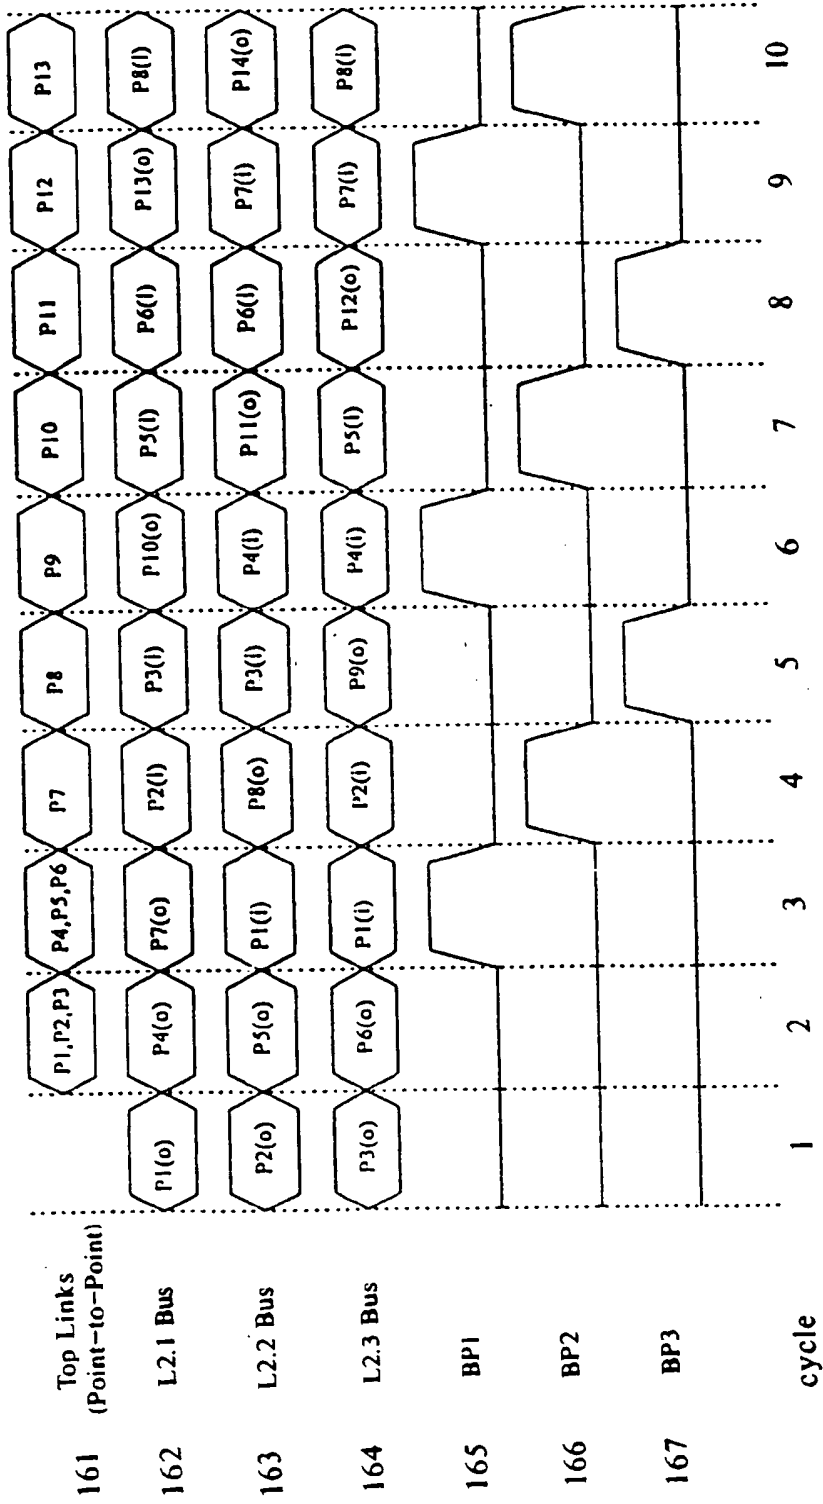 161 Top Links P1,P2,P3 P4,P5,P6 P7 P8 P9 P10 P11 P12 P13
(Point-to-Point)
162 L2.1 Bus P1(o) P4(o) P7(o) P2(i) P3(i) P10(o) P5(i) P6(i) P13(o) P8(i)
163 L2.2 Bus P2(o) P5(o) P1(i) P8(o) P3(i) P4(i) P11(o) P6(i) P7(i) P14(o)
164 L2.3 Bus P3(o) P6(o) P1(i) P2(i) P9(o) P4(i) P5(i) P12(o) P7(i) P8(i)
165 BP1
166 BP2
167 BP3
cycle 1 2 3 4 5 6 7 8 9 10